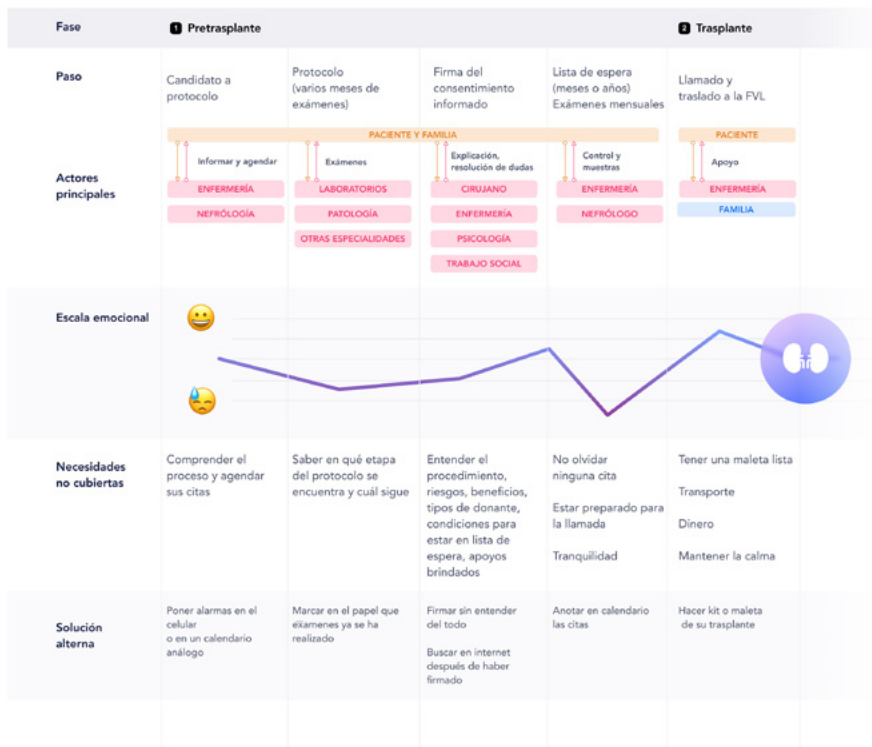 Fase
1 Pretrasplante
2 Trasplante
Paso
Candidato a
protocolo
Protocolo
(varios meses de
exámenes)
Firma del
consentimiento
informado
Lista de espera
(meses o años)
Exámenes mensuales
Llamado y
traslado a la FVL
Actores
principales
PACIENTE Y FAMILIA
PACIENTE
Informar y agendar
Exámenes
Explicación,
resolución de dudas
Control y
muestras
Apoyo
ENFERMERÍA
NEFRÓLOGÍA
LABORATORIOS
PATOLOGÍA
OTRAS ESPECIALIDADES
CIRUJANO
ENFERMERÍA
PSICOLOGÍA
TRABAJO SOCIAL
ENFERMERÍA
NEFRÓLOGO
ENFERMERÍA
FAMILIA
Escala emocional
Necesidades
no cubiertas
Comprender el
proceso y agendar
sus citas
Saber en qué etapa
del protocolo se
encuentra y cuál sigue
Entender el
procedimiento,
riesgos, beneficios,
tipos de donante,
condiciones para
estar en lista de
espera, apoyos
brindados
No olvidar
ninguna cita
Estar preparado para
la llamada
Tranquilidad
Tener una maleta lista
Transporte
Dinero
Mantener la calma
Solución
alterna
Poner alarmas en el
celular
o en un calendario
análogo
Marcar en el papel que
éxamenes ya se ha
realizado
Firmar sin entender
del todo
Buscar en internet
después de haber
firmado
Anotar en calendario
las citas
Hacer kit o maleta
de su trasplante